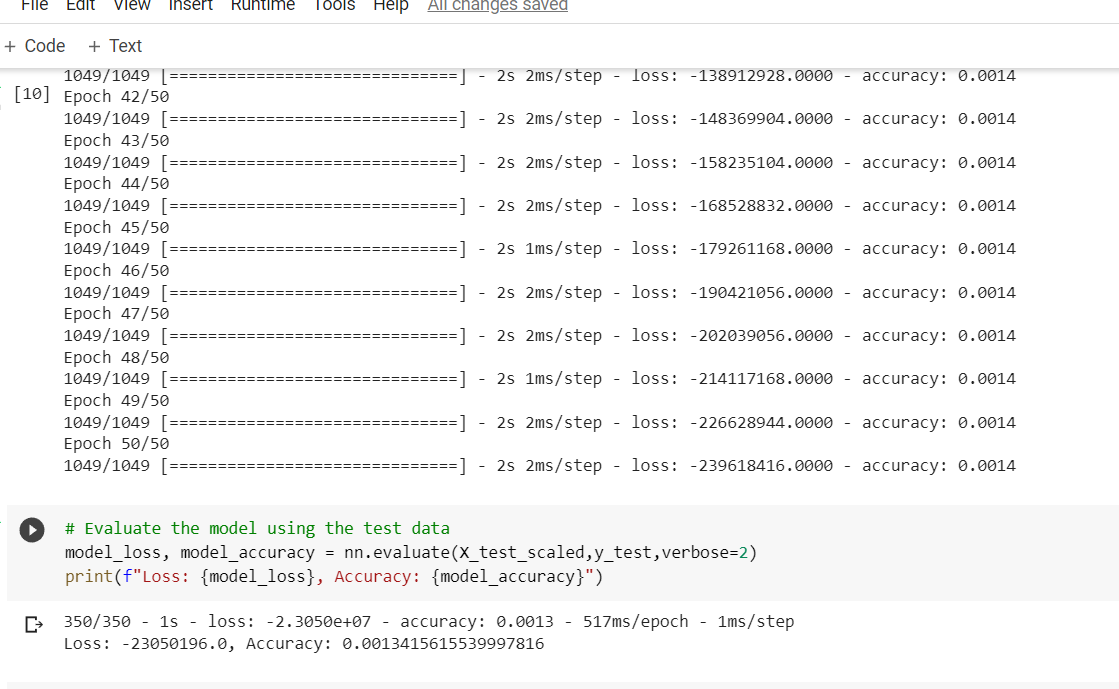 File Edit View Insert Runtime Tools Help All changes saved
+ Code + Text
1049/1049 [==============================] - 2s 2ms/step - loss: -138912928.0000 - accuracy: 0.0014
[10] Epoch 42/50
1049/1049 [==============================] - 2s 2ms/step - loss: -148369904.0000 - accuracy: 0.0014
Epoch 43/50
1049/1049 [==============================] - 2s 2ms/step - loss: -158235104.0000 - accuracy: 0.0014
Epoch 44/50
1049/1049 [==============================] - 2s 2ms/step - loss: -168528832.0000 - accuracy: 0.0014
Epoch 45/50
1049/1049 [==============================] - 2s 1ms/step - loss: -179261168.0000 - accuracy: 0.0014
Epoch 46/50
1049/1049 [==============================] - 2s 2ms/step - loss: -190421056.0000 - accuracy: 0.0014
Epoch 47/50
1049/1049 [==============================] - 2s 2ms/step - loss: -202039056.0000 - accuracy: 0.0014
Epoch 48/50
1049/1049 [==============================] - 2s 1ms/step - loss: -214117168.0000 - accuracy: 0.0014
Epoch 49/50
1049/1049 [==============================] - 2s 2ms/step - loss: -226628944.0000 - accuracy: 0.0014
Epoch 50/50
1049/1049 [==============================] - 2s 2ms/step - loss: -239618416.0000 - accuracy: 0.0014
# Evaluate the model using the test data
model_loss, model_accuracy = nn.evaluate(X_test_scaled,y_test,verbose=2)
print(f"Loss: {model_loss}, Accuracy: {model_accuracy}")
350/350 - 1s - loss: -2.3050e+07 - accuracy: 0.0013 - 517ms/epoch - 1ms/step
Loss: -23050196.0, Accuracy: 0.0013415615539997816